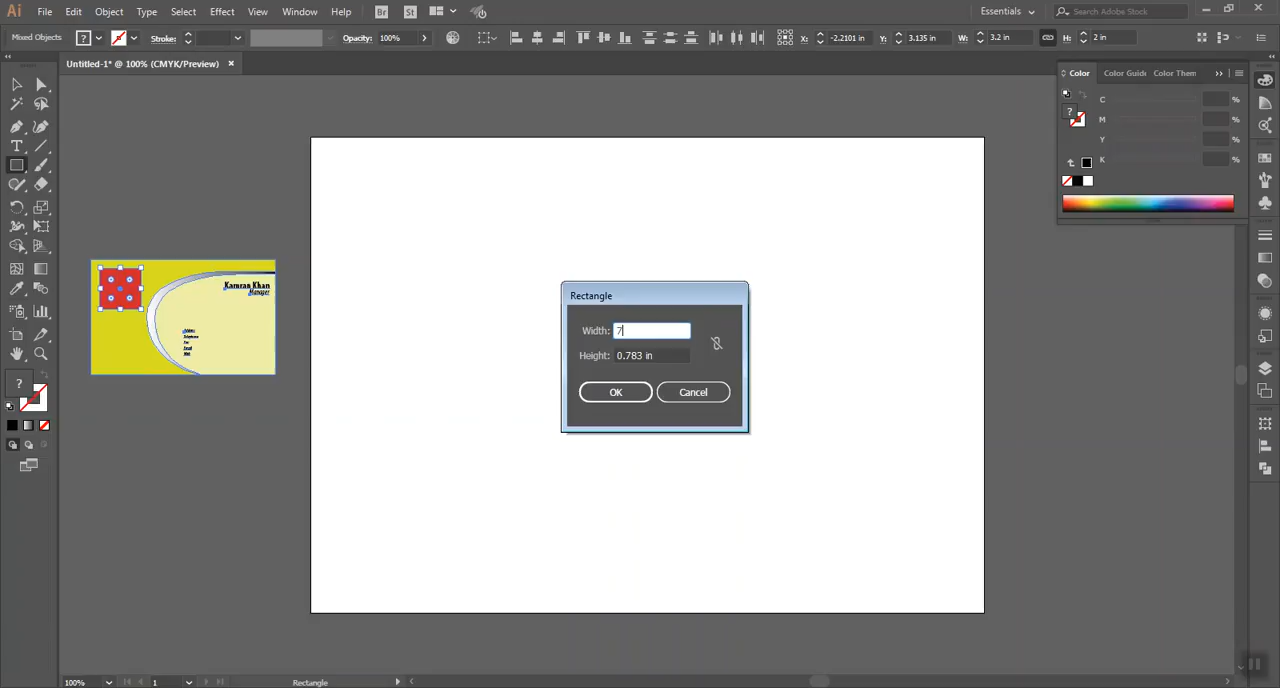 Ai File Edit Object Type Select Effect View Window Help Br St Essentials Search Adobe Stock
Mixed Objects ? Stroke: Opacity: 100% X: -2.2101 in Y: 3.135 in W: 3.2 in H: 2 in
Untitled-1* @ 100% (CMYK/Preview) ×
Color Color Guide Color Them
C %
?
M %
Y %
K %
Kamran Khan
Manager
Rectangle
Width: 7
Height: 0.783 in
OK Cancel
?
100% 1 Rectangle